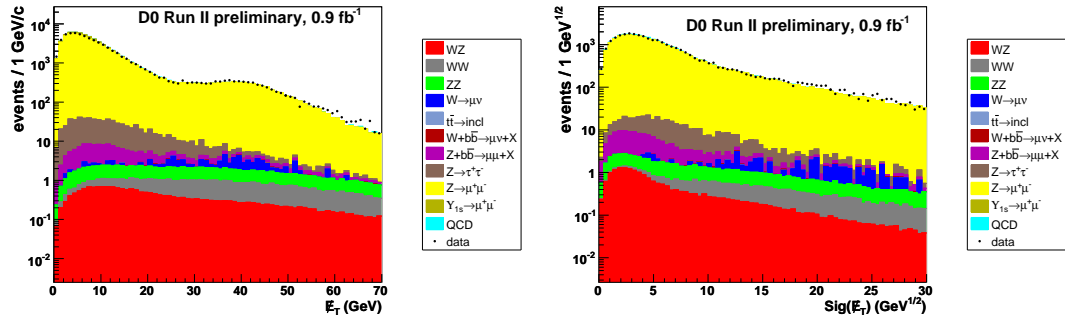 D0 Run II preliminary, 0.9 fb⁻¹
events / 1 GeV/c
10⁴
10³
10²
10
1
10⁻¹
10⁻²
0 10 20 30 40 50 60 70
E̸_T (GeV)
WZ
WW
ZZ
W→μν
tt̄→incl
W+bb̄→μν+X
Z+bb̄→μμ+X
Z→τ⁺τ⁻
Z→μ⁺μ⁻
Υ₁ₛ→μ⁺μ⁻
QCD
data
D0 Run II preliminary, 0.9 fb⁻¹
events / 1 GeV^1/2
10³
10²
10
1
10⁻¹
10⁻²
0 5 10 15 20 25 30
Sig(E̸_T) (GeV^1/2)
WZ
WW
ZZ
W→μν
tt̄→incl
W+bb̄→μν+X
Z+bb̄→μμ+X
Z→τ⁺τ⁻
Z→μ⁺μ⁻
Υ₁ₛ→μ⁺μ⁻
QCD
data